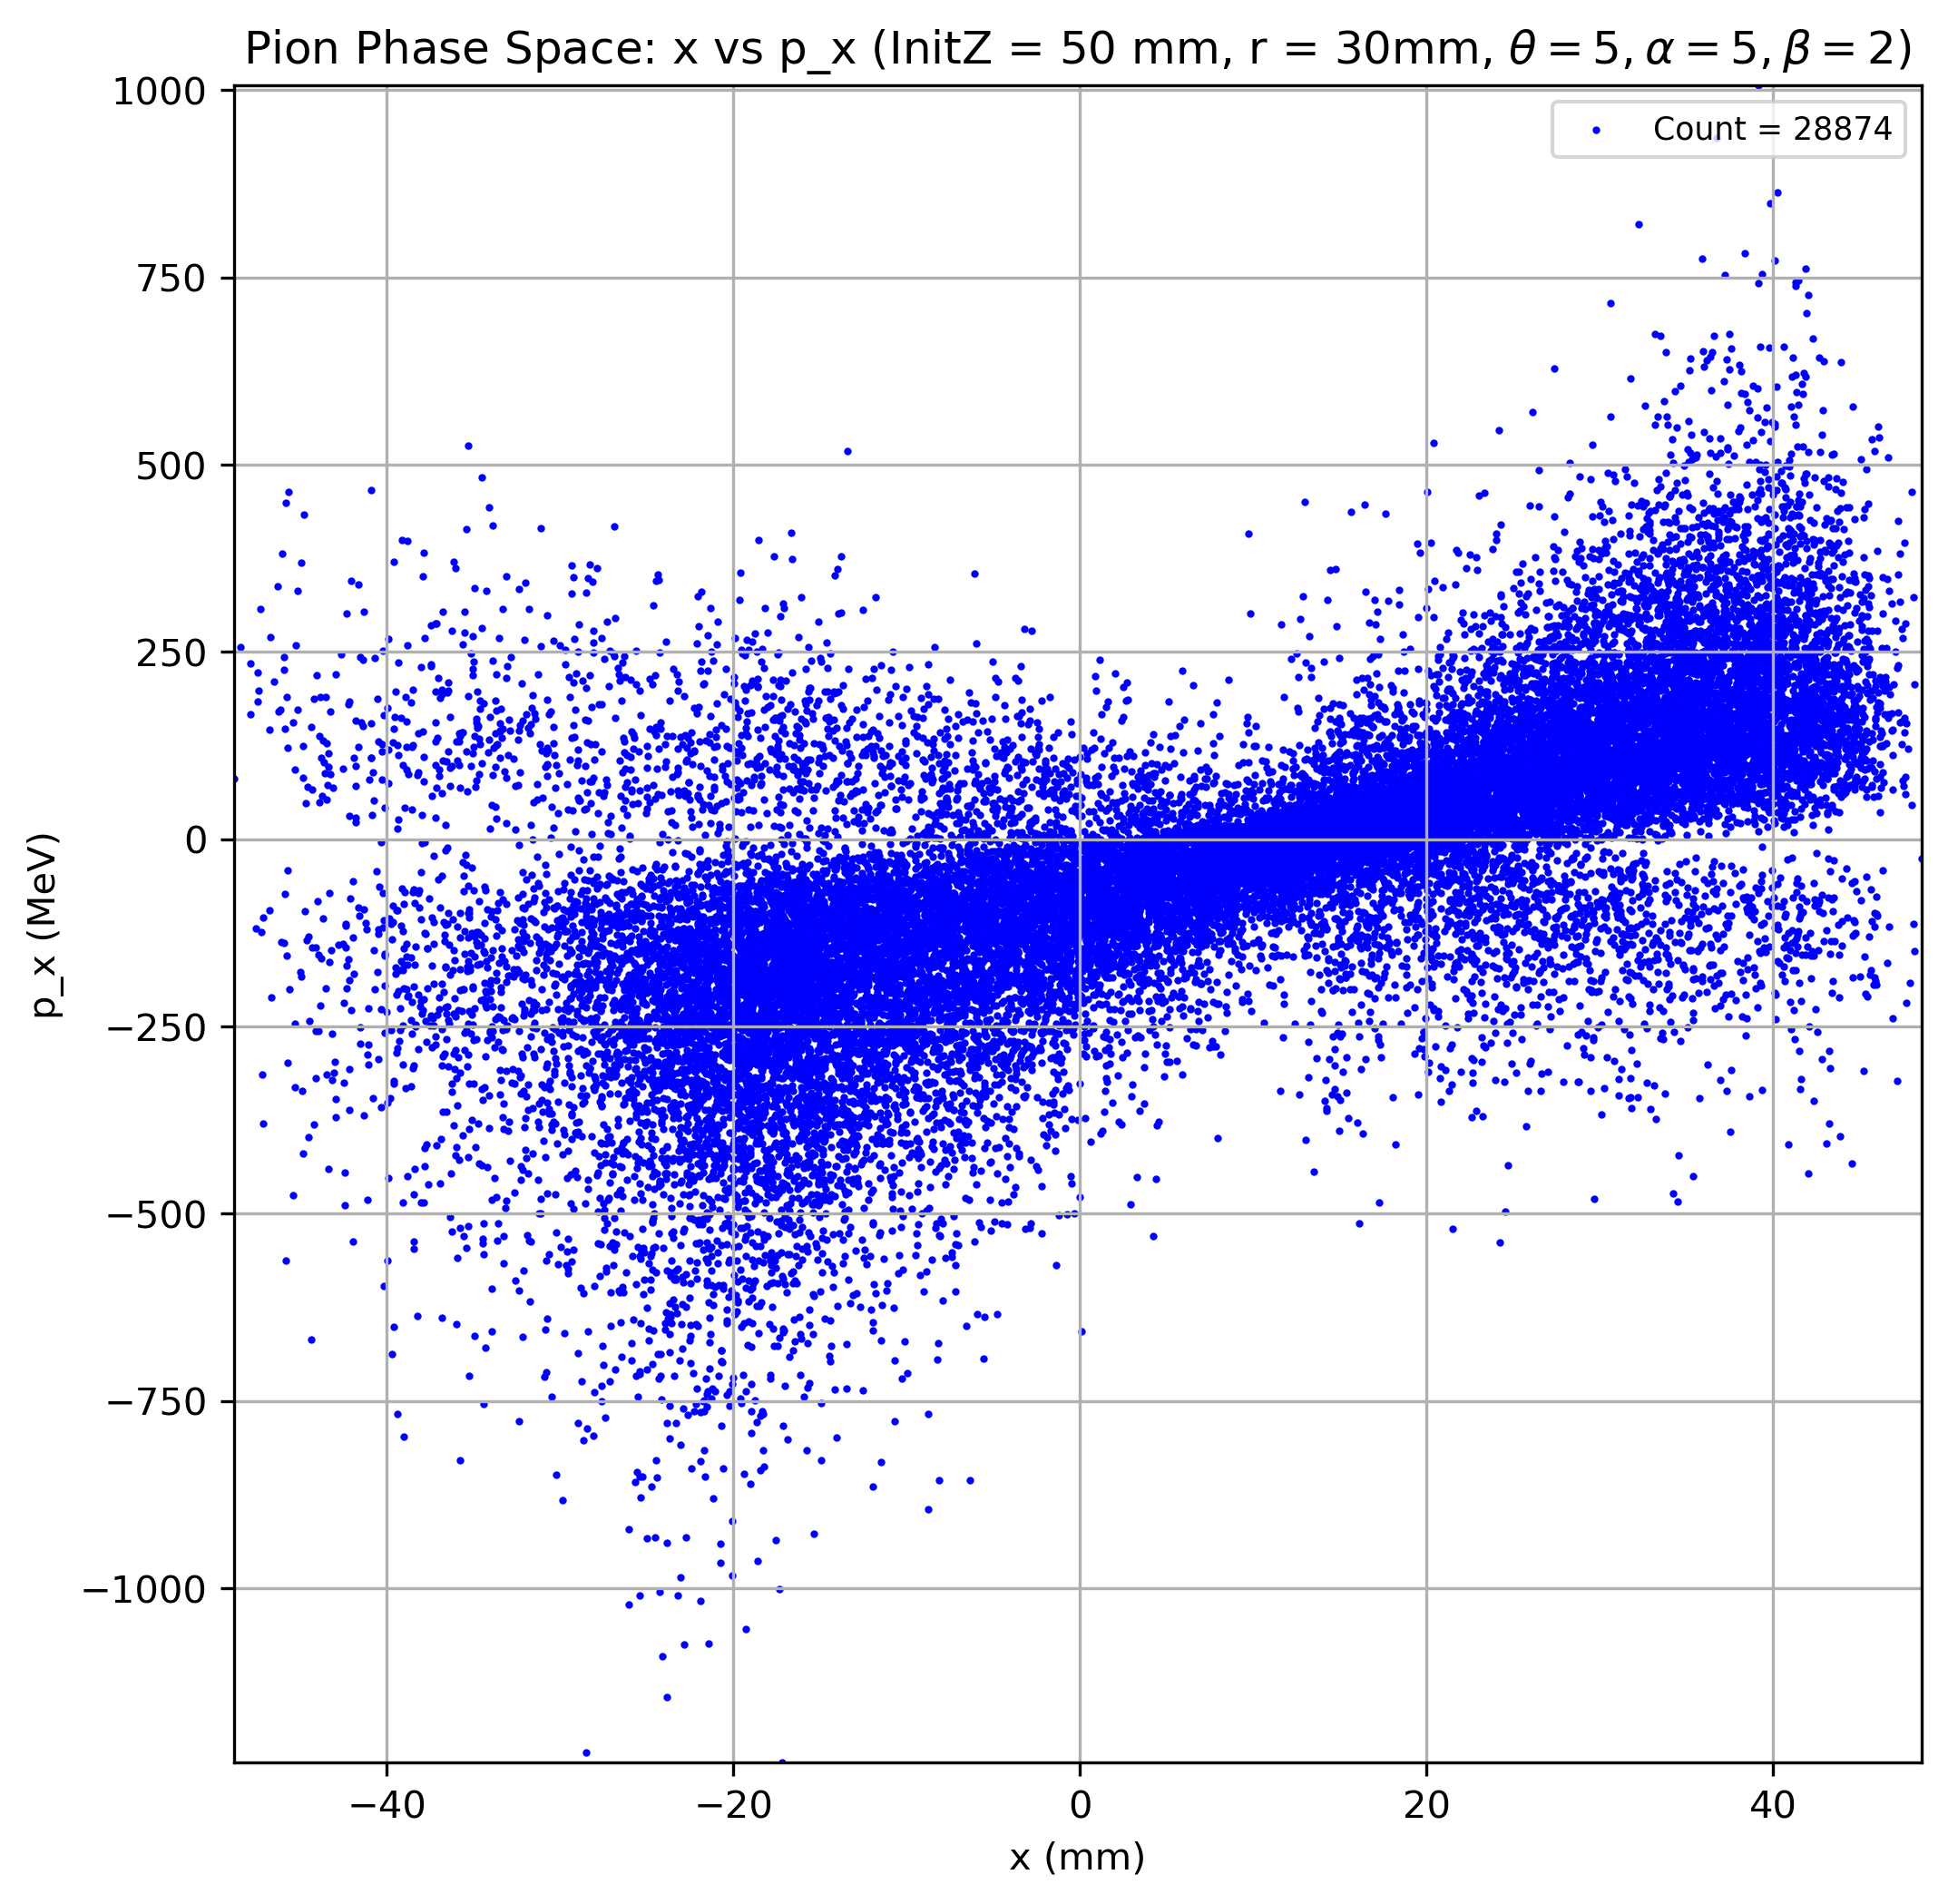 Pion Phase Space: x vs p_x (InitZ = 50 mm, r = 30mm, θ = 5, α = 5, β = 2)
Count = 28874
1000
750
500
250
0
−250
−500
−750
−1000
p_x (MeV)
−40 −20 0 20 40
x (mm)